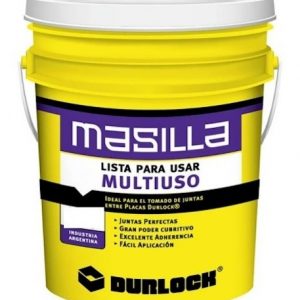 masilla
LISTA PARA USAR
MULTIUSO
IDEAL PARA EL TOMADO DE JUNTAS
ENTRE PLACAS DURLOCK®
• JUNTAS PERFECTAS
• GRAN PODER CUBRITIVO
• EXCELENTE ADHERENCIA
• FÁCIL APLICACIÓN
INDUSTRIA
ARGENTINA
DURLOCK®